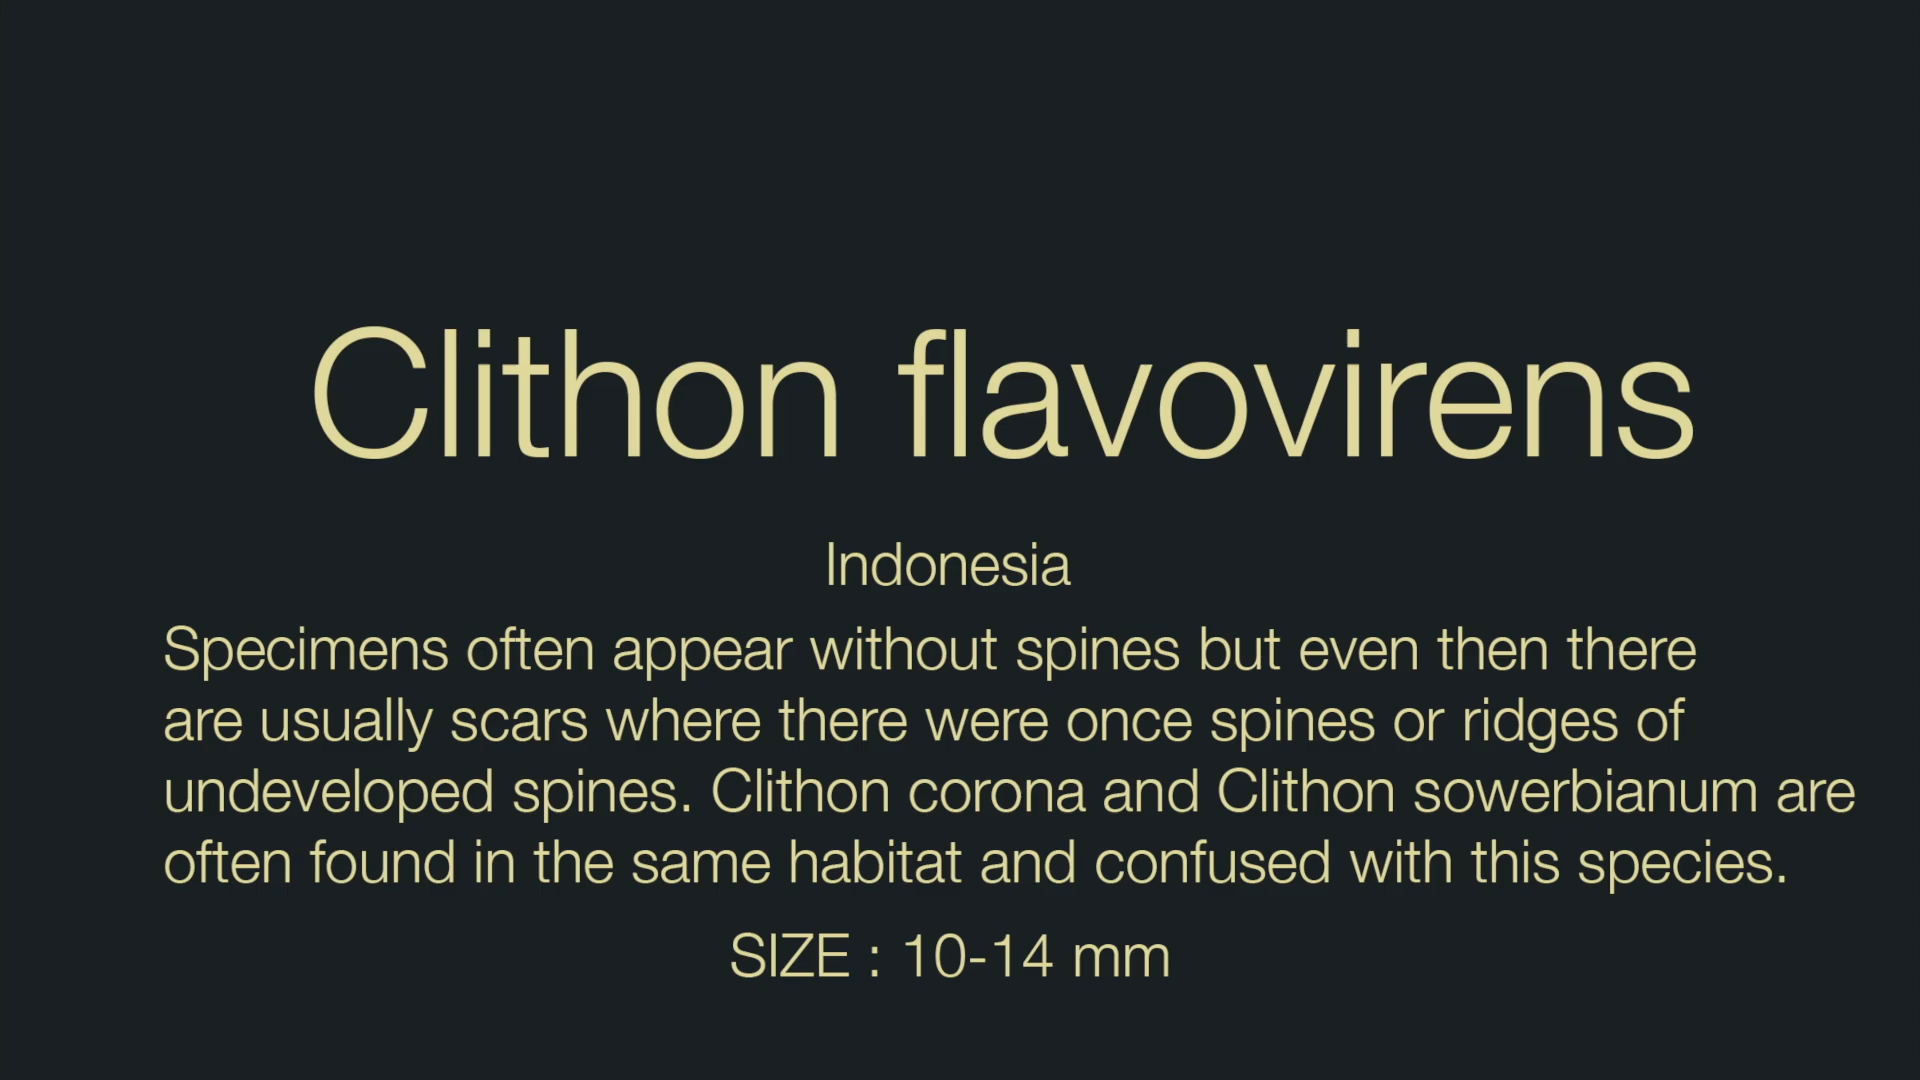 Clithon flavovirens
Indonesia
Specimens often appear without spines but even then there
are usually scars where there were once spines or ridges of
undeveloped spines. Clithon corona and Clithon sowerbianum are
often found in the same habitat and confused with this species.
SIZE : 10-14 mm